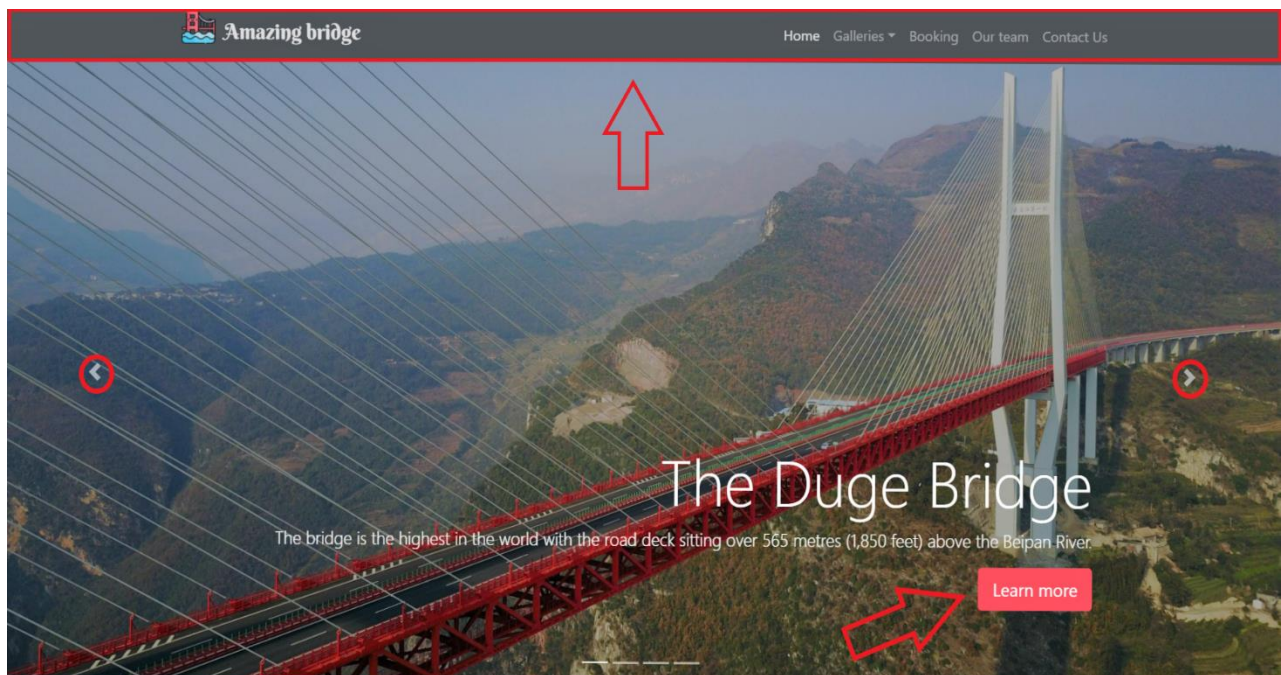 Amazing bridge
Home Galleries Booking Our team Contact Us
The Duge Bridge
The bridge is the highest in the world with the road deck sitting over 565 metres (1,850 feet) above the Beipan River.
Learn more